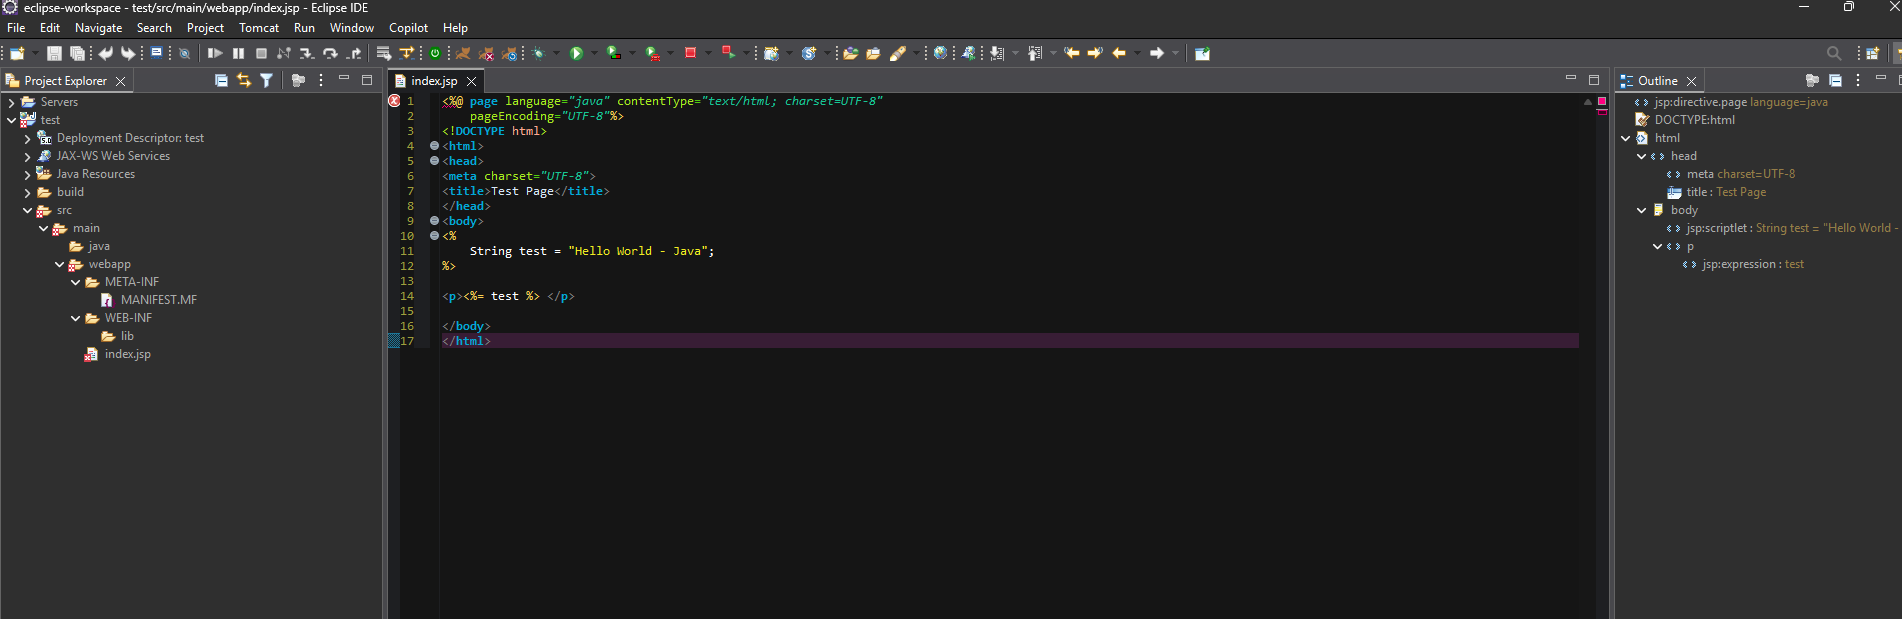 eclipse-workspace - test/src/main/webapp/index.jsp - Eclipse IDE
File Edit Navigate Search Project Tomcat Run Window Copilot Help
Project Explorer
Servers
test
Deployment Descriptor: test
JAX-WS Web Services
Java Resources
build
src
main
java
webapp
META-INF
MANIFEST.MF
WEB-INF
lib
index.jsp
index.jsp
1 <%@ page language="java" contentType="text/html; charset=UTF-8"
2 pageEncoding="UTF-8"%>
3 <!DOCTYPE html>
4 <html>
5 <head>
6 <meta charset="UTF-8">
7 <title>Test Page</title>
8 </head>
9 <body>
10 <%
11 String test = "Hello World - Java";
12 %>
13
14 <p><%= test %> </p>
15
16 </body>
17 </html>
Outline
jsp:directive.page language=java
DOCTYPE:html
html
head
meta charset=UTF-8
title : Test Page
body
jsp:scriptlet : String test = "Hello World -
p
jsp:expression : test